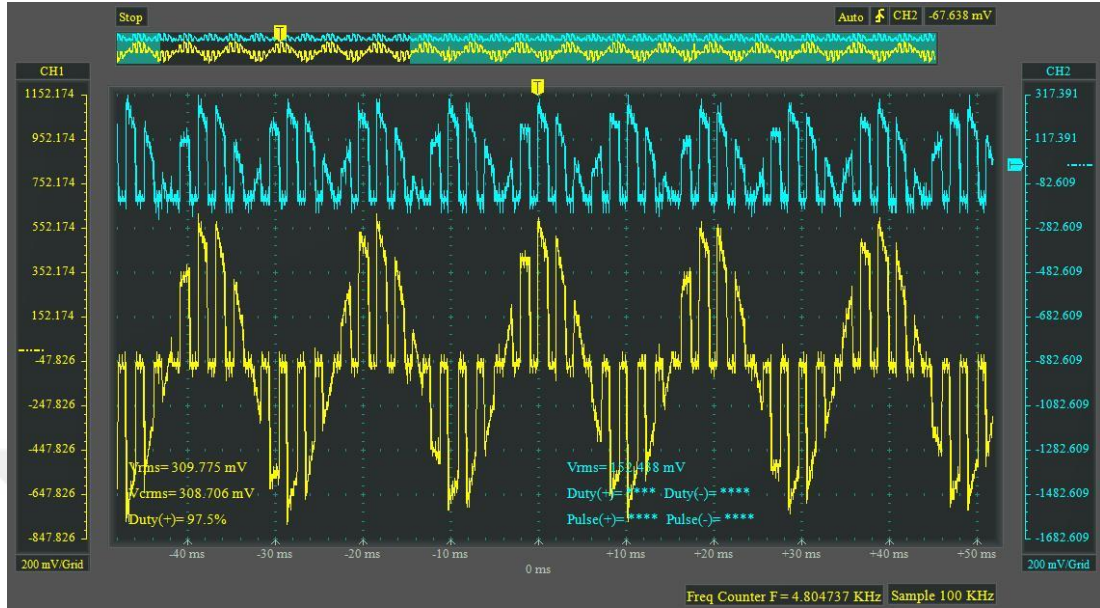 Stop
Auto CH2 -67.638 mV
T
CH1
CH2
1152.174
952.174
752.174
552.174
352.174
152.174
-47.826
-247.826
-447.826
-647.826
-847.826
T
317.391
117.391
-82.609
-282.609
-482.609
-682.609
-882.609
-1082.609
-1282.609
-1482.609
-1682.609
Vrms= 309.775 mV
Vcrms= 308.706 mV
Duty(+)= 97.5%
Vrms= mV
Duty(+)= **** Duty(-)= ****
Pulse(+)= **** Pulse(-)= ****
-40 ms -30 ms -20 ms -10 ms +10 ms +20 ms +30 ms +40 ms +50 ms
0 ms
200 mV/Grid
200 mV/Grid
Freq Counter F = 4.804737 KHz Sample 100 KHz